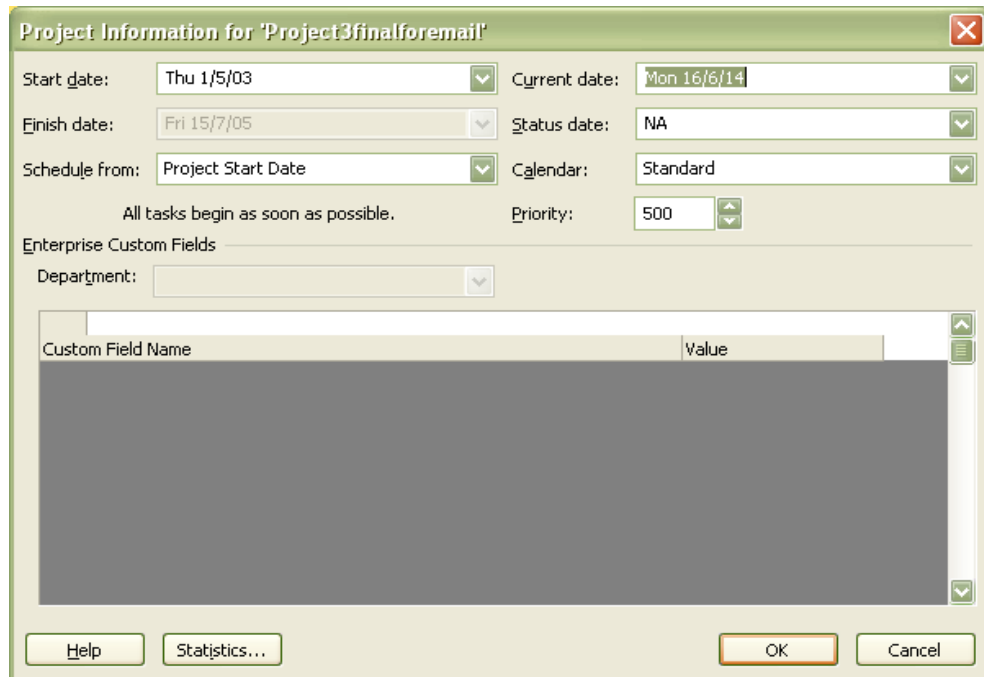 Project Information for 'Project3finalforemail'
Start date: Thu 1/5/03 Current date: Mon 16/6/14
Finish date: Fri 15/7/05 Status date: NA
Schedule from: Project Start Date Calendar: Standard
All tasks begin as soon as possible. Priority: 500
Enterprise Custom Fields
Department:
Custom Field Name Value
Help Statistics... OK Cancel